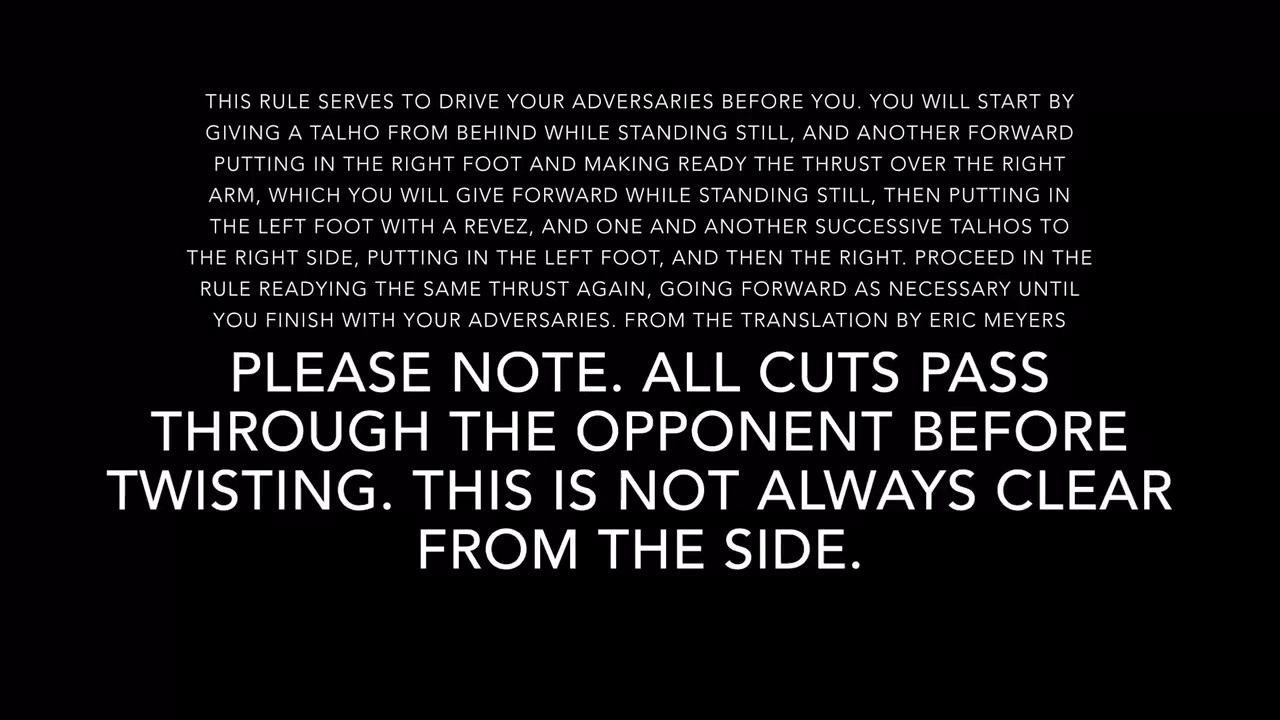 THIS RULE SERVES TO DRIVE YOUR ADVERSARIES BEFORE YOU. YOU WILL START BY
GIVING A TALHO FROM BEHIND WHILE STANDING STILL, AND ANOTHER FORWARD
PUTTING IN THE RIGHT FOOT AND MAKING READY THE THRUST OVER THE RIGHT
ARM, WHICH YOU WILL GIVE FORWARD WHILE STANDING STILL, THEN PUTTING IN
THE LEFT FOOT WITH A REVEZ, AND ONE AND ANOTHER SUCCESSIVE TALHOS TO
THE RIGHT SIDE, PUTTING IN THE LEFT FOOT, AND THEN THE RIGHT. PROCEED IN THE
RULE READYING THE SAME THRUST AGAIN, GOING FORWARD AS NECESSARY UNTIL
YOU FINISH WITH YOUR ADVERSARIES. FROM THE TRANSLATION BY ERIC MEYERS
PLEASE NOTE. ALL CUTS PASS
THROUGH THE OPPONENT BEFORE
TWISTING. THIS IS NOT ALWAYS CLEAR
FROM THE SIDE.